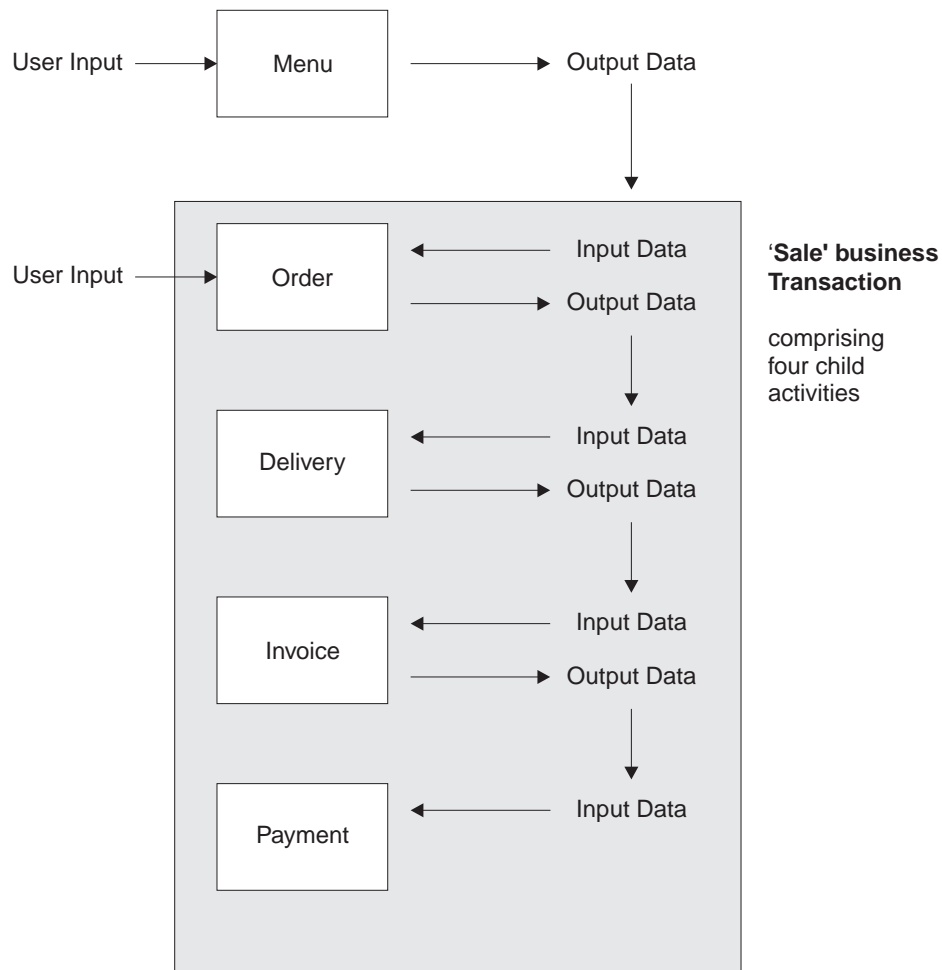 User Input
Menu
Output Data
Input Data
User Input
Order
Output Data
‘Sale' business
Transaction
comprising
four child
activities
Input Data
Delivery
Output Data
Input Data
Invoice
Output Data
Input Data
Payment